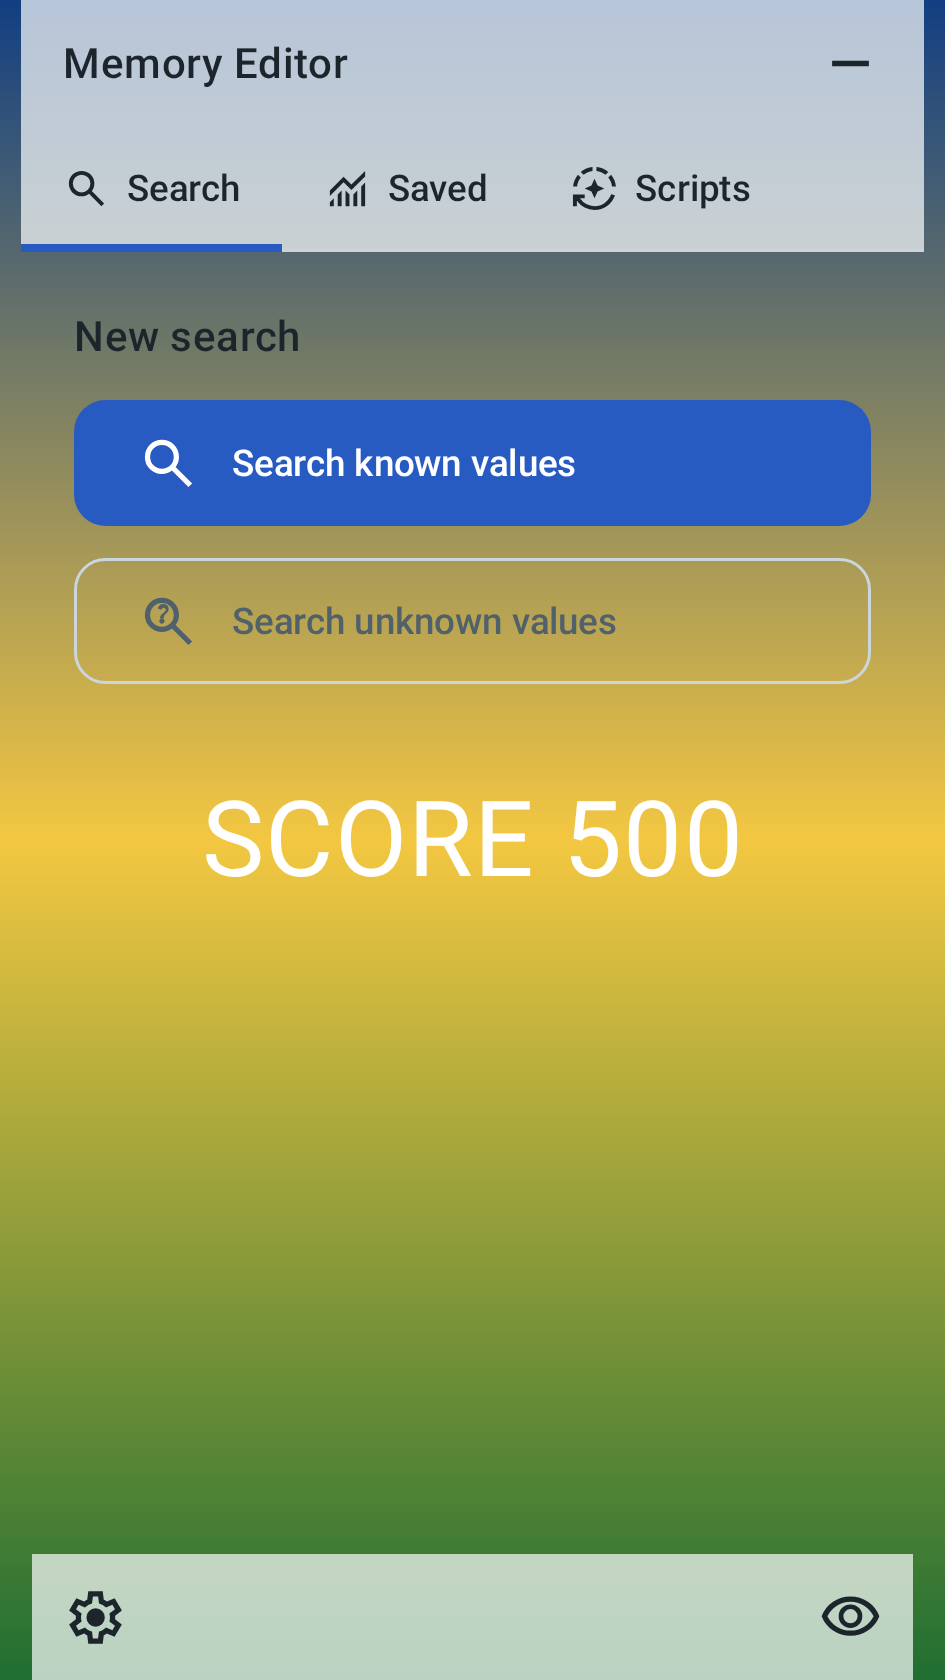 Memory Editor
Search Saved Scripts
New search
Search known values
Search unknown values
SCORE 500